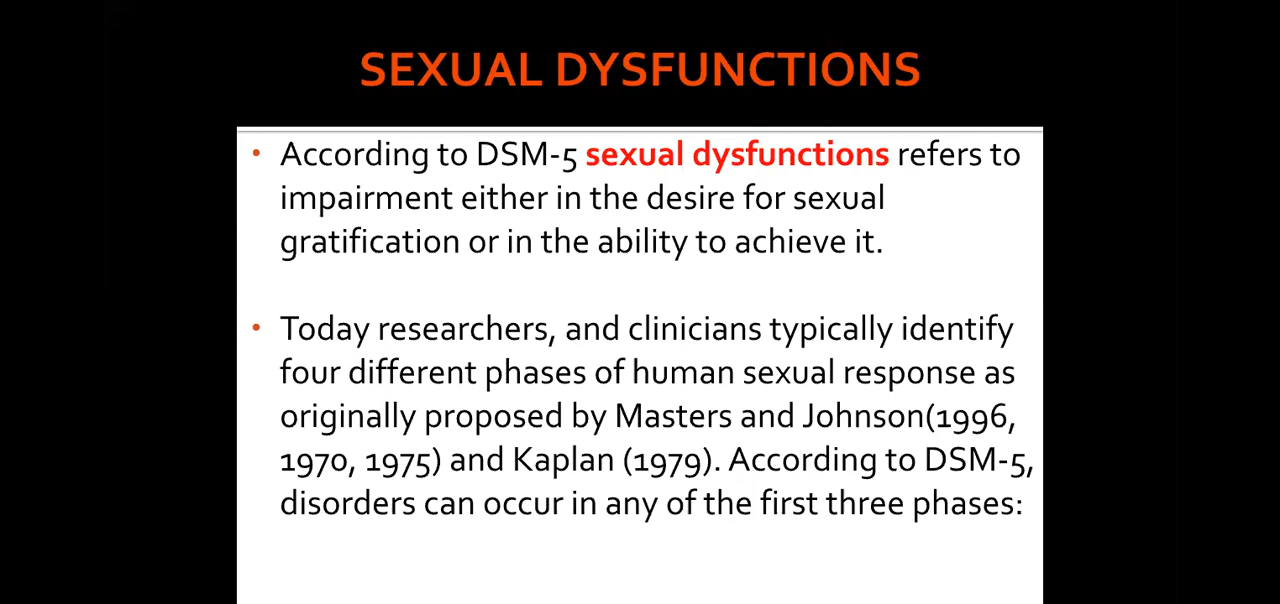 SEXUAL DYSFUNCTIONS
• According to DSM-5 sexual dysfunctions refers to
impairment either in the desire for sexual
gratification or in the ability to achieve it.
• Today researchers, and clinicians typically identify
four different phases of human sexual response as
originally proposed by Masters and Johnson(1996,
1970, 1975) and Kaplan (1979). According to DSM-5,
disorders can occur in any of the first three phases: